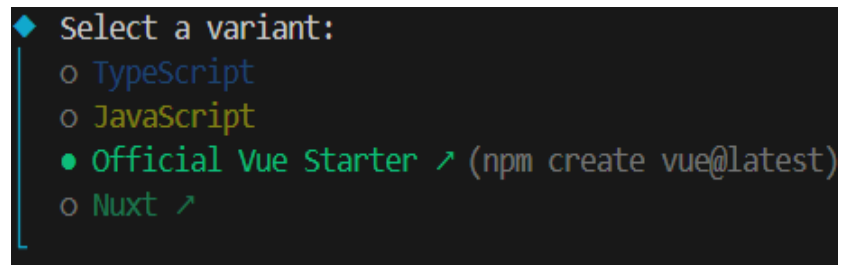 ◆ Select a variant:
○ TypeScript
○ JavaScript
● Official Vue Starter ↗ (npm create vue@latest)
○ Nuxt ↗